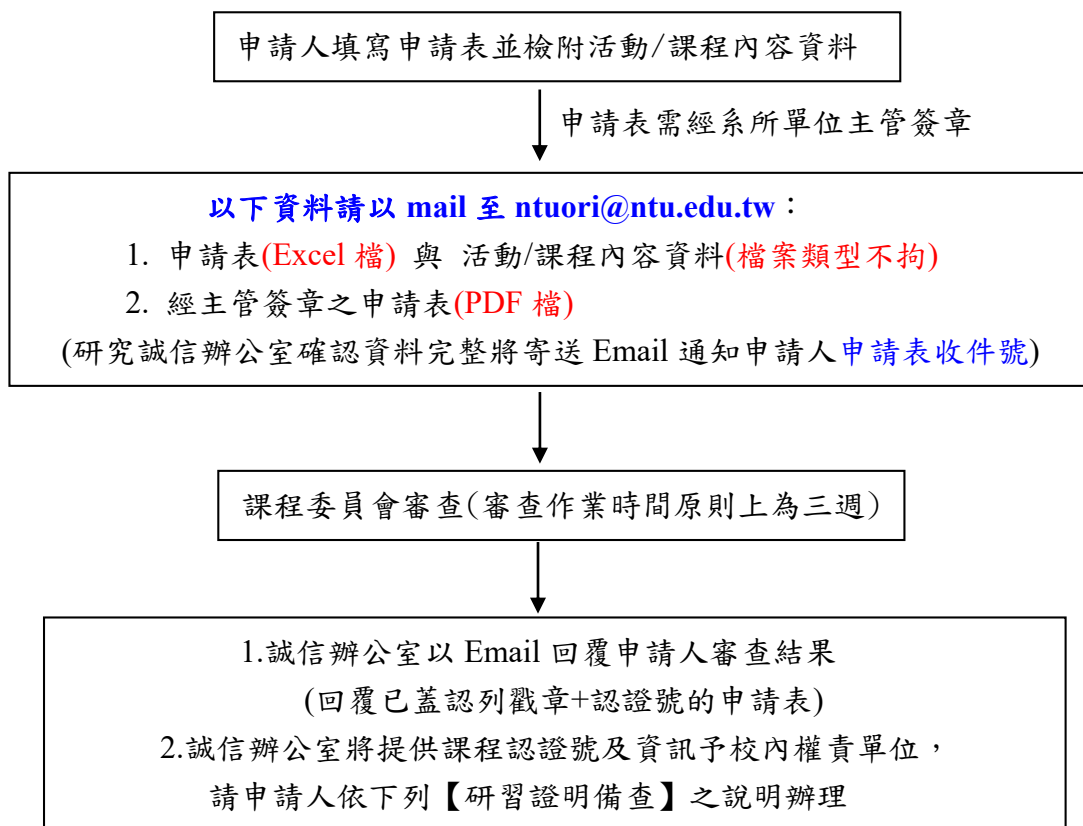 申請人填寫申請表並檢附活動/課程內容資料
申請表需經系所單位主管簽章
以下資料請以 mail 至 ntuori@ntu.edu.tw：
1. 申請表(Excel 檔) 與 活動/課程內容資料(檔案類型不拘)
2. 經主管簽章之申請表(PDF 檔)
(研究誠信辦公室確認資料完整將寄送 Email 通知申請人申請表收件號)
課程委員會審查(審查作業時間原則上為三週)
1.誠信辦公室以 Email 回覆申請人審查結果
(回覆已蓋認列戳章+認證號的申請表)
2.誠信辦公室將提供課程認證號及資訊予校內權責單位，
請申請人依下列【研習證明備查】之說明辦理